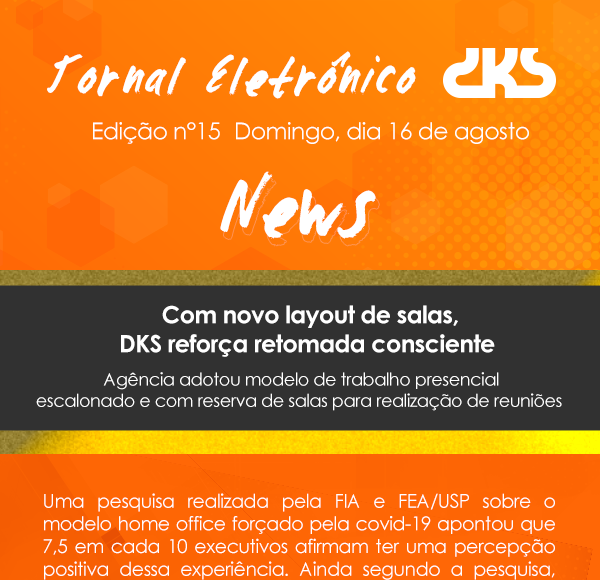 Jornal Eletrônico DKS
Edição nº15 Domingo, dia 16 de agosto
News
Com novo layout de salas,
DKS reforça retomada consciente
Agência adotou modelo de trabalho presencial
escalonado e com reserva de salas para realização de reuniões
Uma pesquisa realizada pela FIA e FEA/USP sobre o
modelo home office forçado pela covid-19 apontou que
7,5 em cada 10 executivos afirmam ter uma percepção
positiva dessa experiência. Ainda segundo a pesquisa,